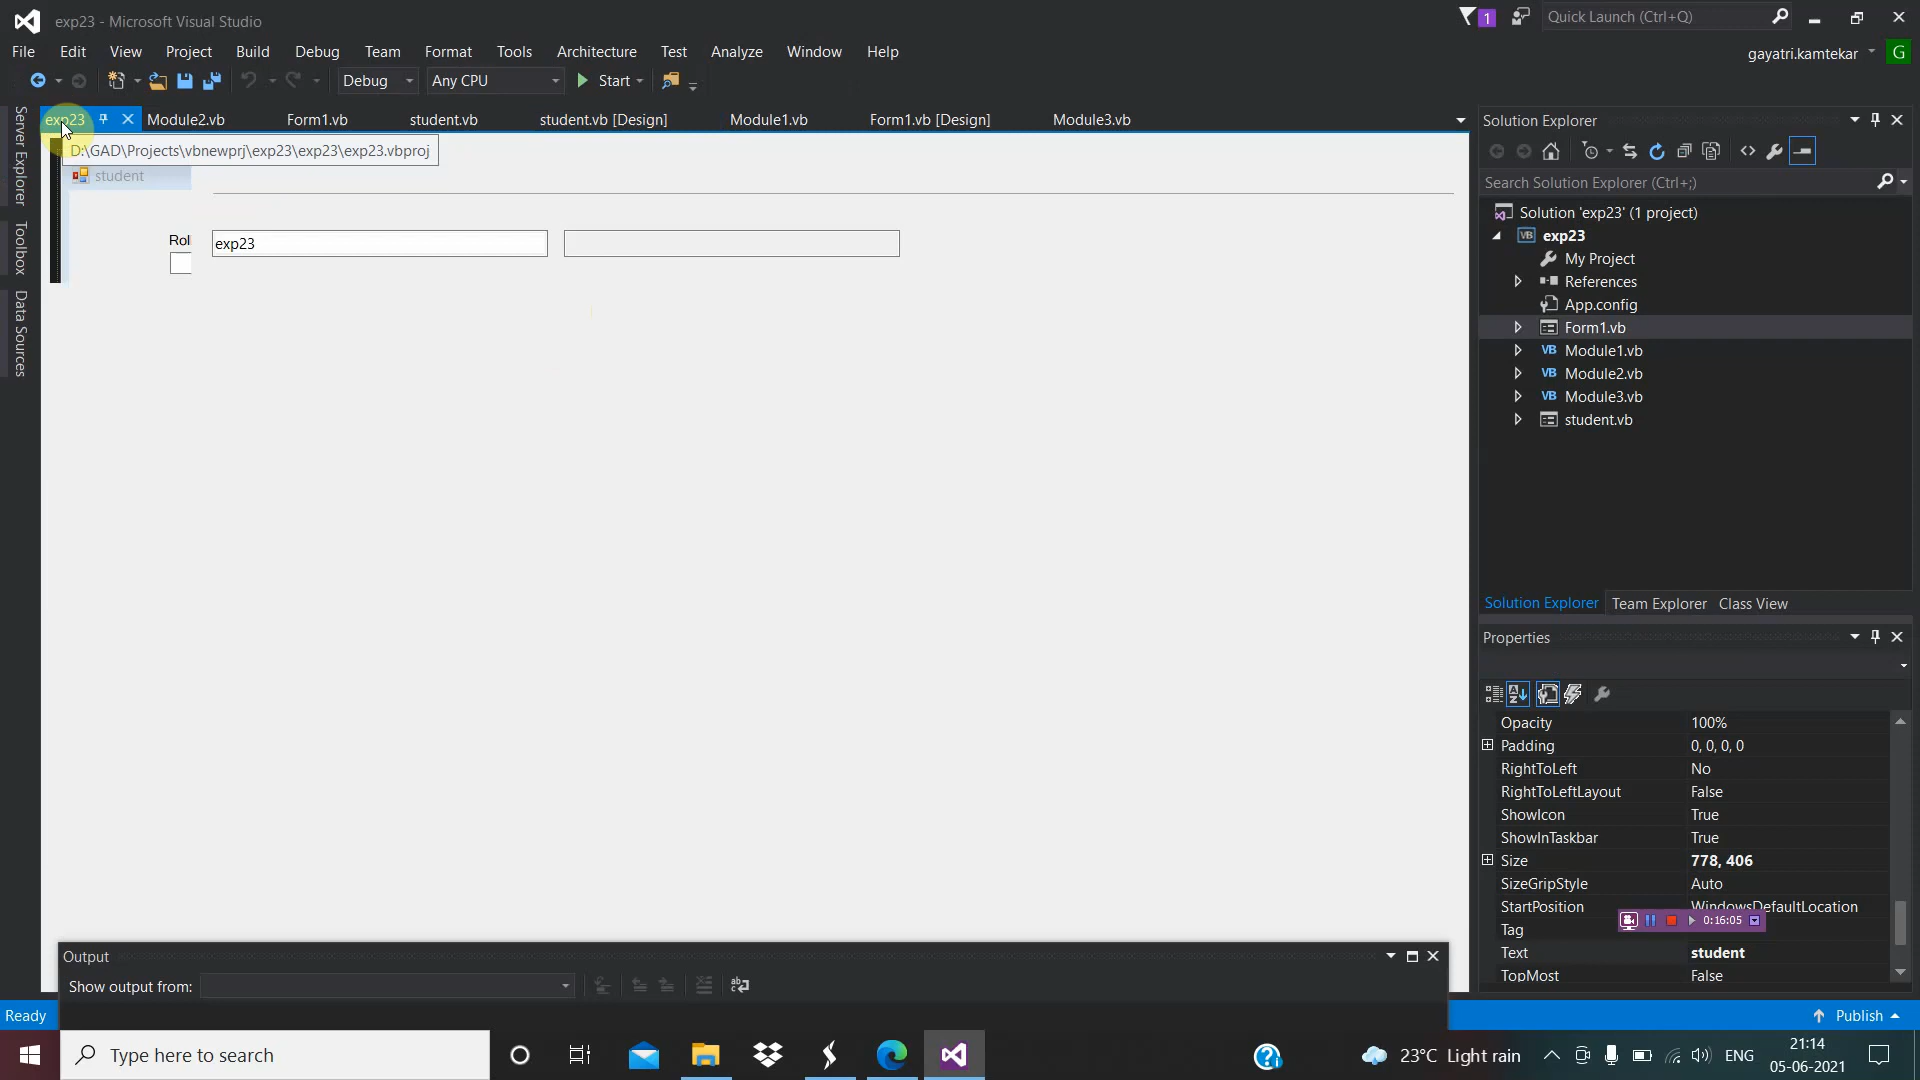 exp23 - Microsoft Visual Studio
1
Quick Launch (Ctrl+Q)
File Edit View Project Build Debug Team Format Tools Architecture Test Analyze Window Help
gayatri.kamtekar G
Debug Any CPU Start
exp23 Module2.vb Form1.vb student.vb student.vb [Design] Module1.vb Form1.vb [Design] Module3.vb
D:\GAD\Projects\vbnewprj\exp23\exp23\exp23.vbproj
student
Rol
exp23
Server Explorer
Toolbox
Data Sources
Solution Explorer
Search Solution Explorer (Ctrl+;)
Solution 'exp23' (1 project)
VB exp23
My Project
References
App.config
Form1.vb
VB Module1.vb
VB Module2.vb
VB Module3.vb
student.vb
Solution Explorer Team Explorer Class View
Properties
Opacity 100%
Padding 0, 0, 0, 0
RightToLeft No
RightToLeftLayout False
ShowIcon True
ShowInTaskbar True
Size 778, 406
SizeGripStyle Auto
StartPosition WindowsDefaultLocation
0:16:05
Tag
Text student
TopMost False
Output
Show output from:
Ready
Publish
Type here to search
23°C Light rain
ENG
21:14
05-06-2021